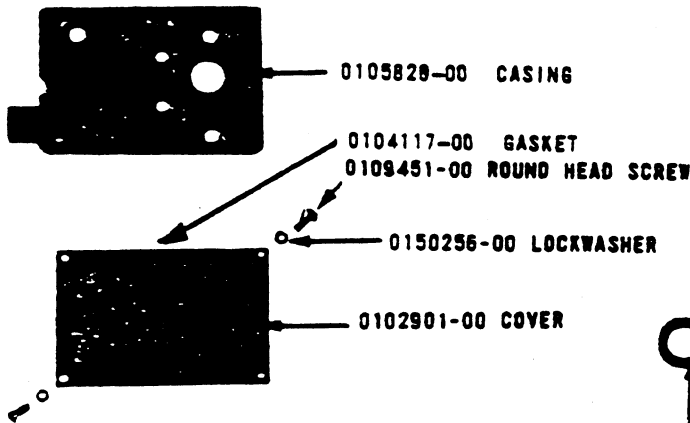 0105828-00 CASING
0104117-00 GASKET
0109451-00 ROUND HEAD SCREW
0150256-00 LOCKWASHER
0102901-00 COVER